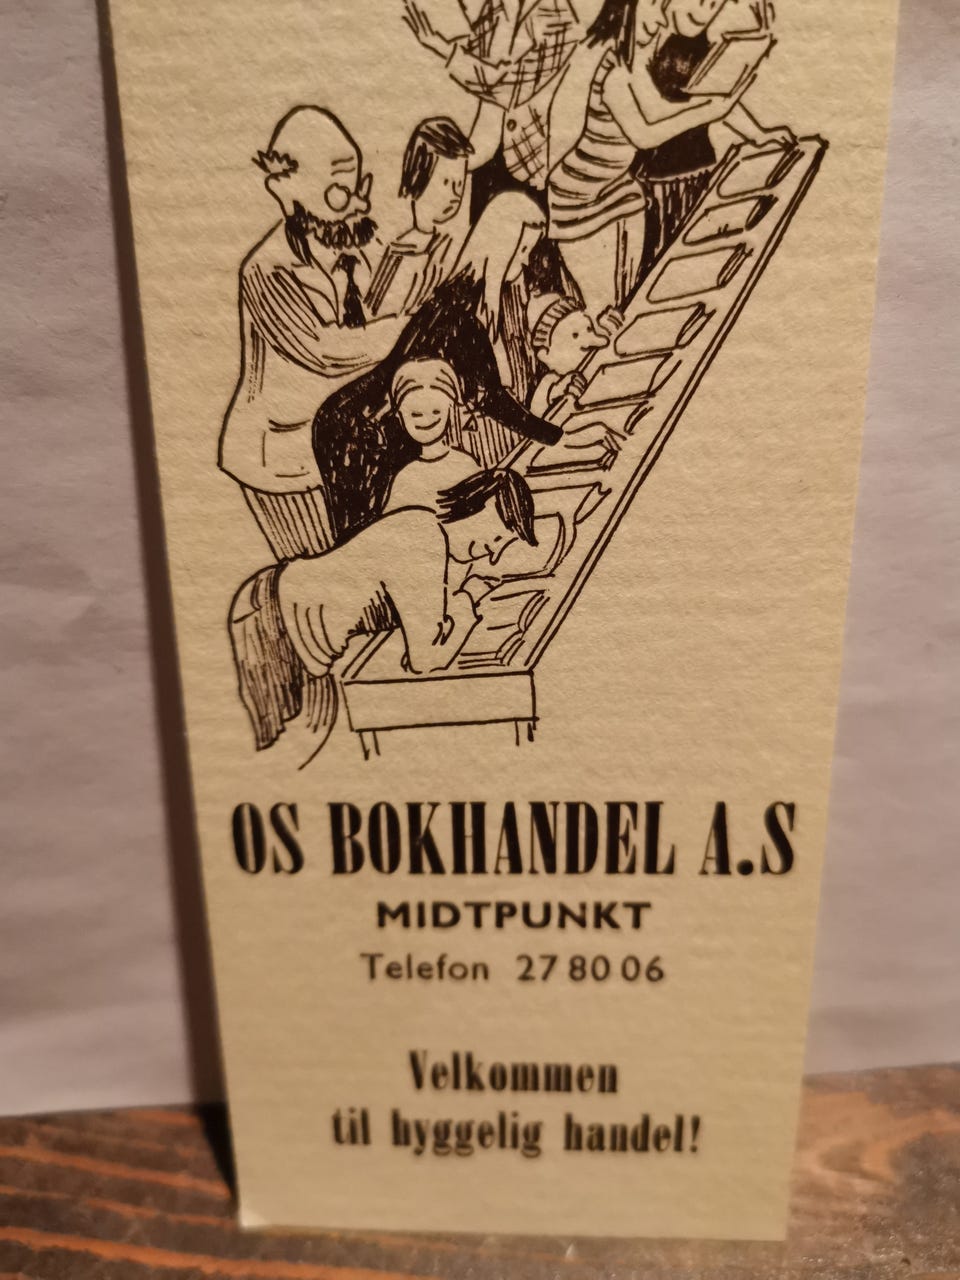 OS BOKHANDEL A.S
MIDTPUNKT
Telefon 27 80 06
Velkommen
til hyggelig handel!